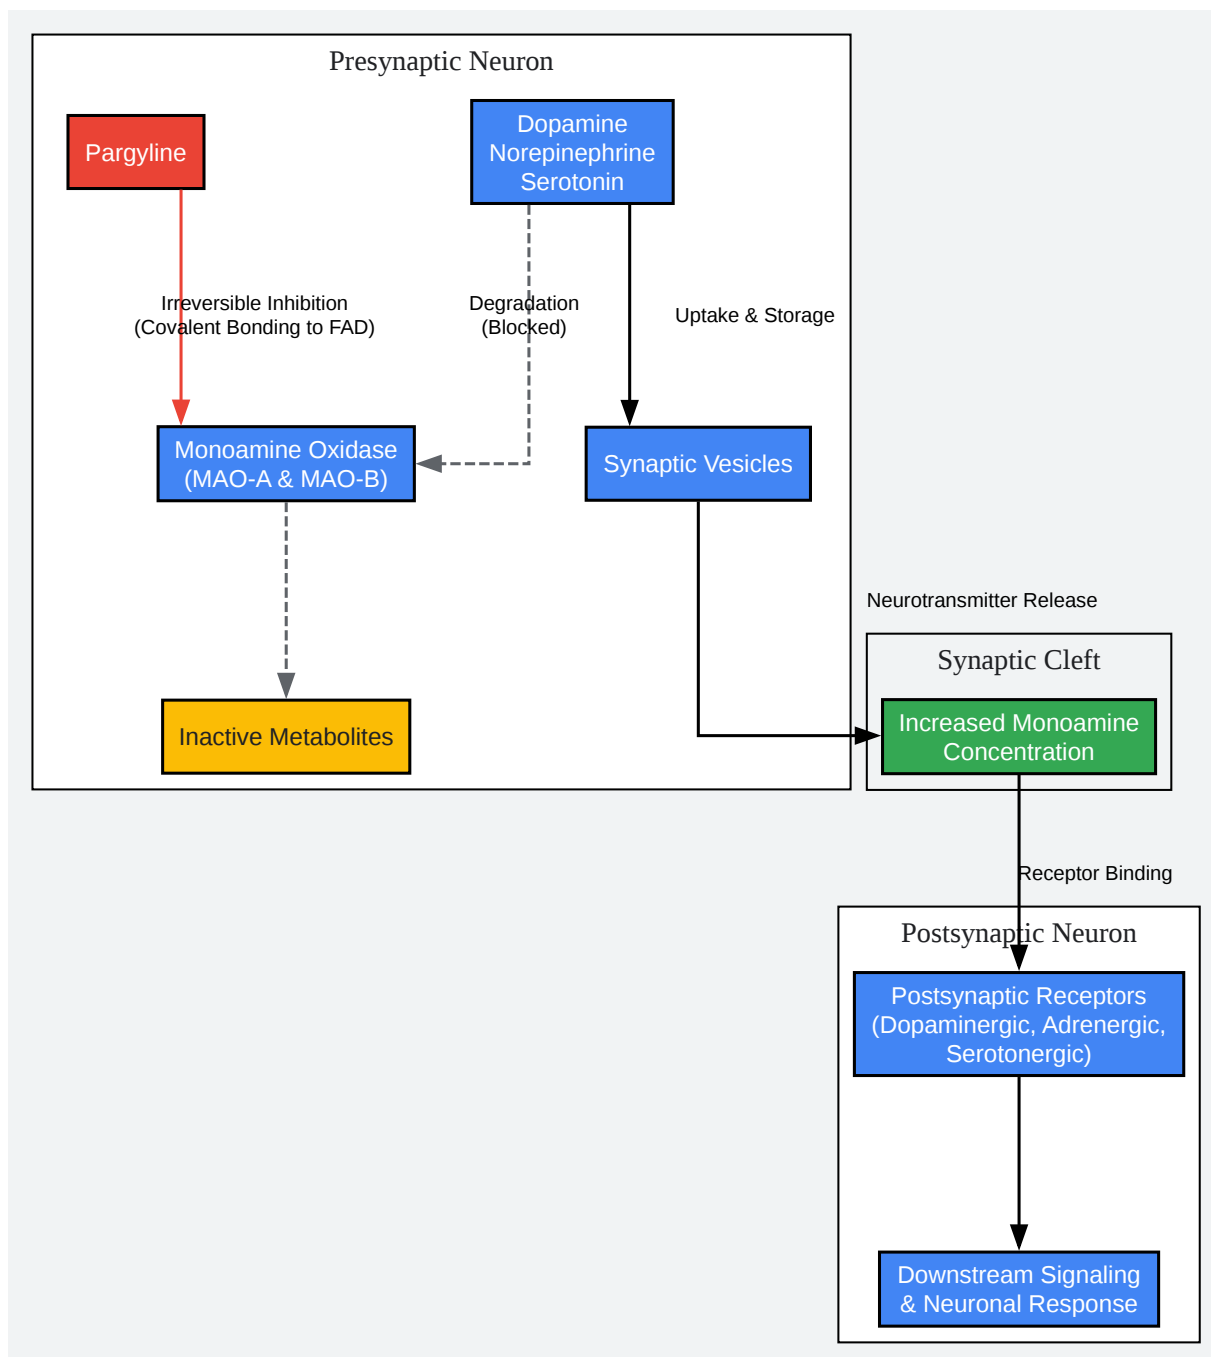 Presynaptic Neuron
Pargyline
Dopamine
Norepinephrine
Serotonin
Irreversible Inhibition
(Covalent Bonding to FAD)
Degradation
(Blocked)
Uptake & Storage
Monoamine Oxidase
(MAO-A & MAO-B)
Synaptic Vesicles
Neurotransmitter Release
Synaptic Cleft
Inactive Metabolites
Increased Monoamine
Concentration
Receptor Binding
Postsynaptic Neuron
Postsynaptic Receptors
(Dopaminergic, Adrenergic,
Serotonergic)
Downstream Signaling
& Neuronal Response